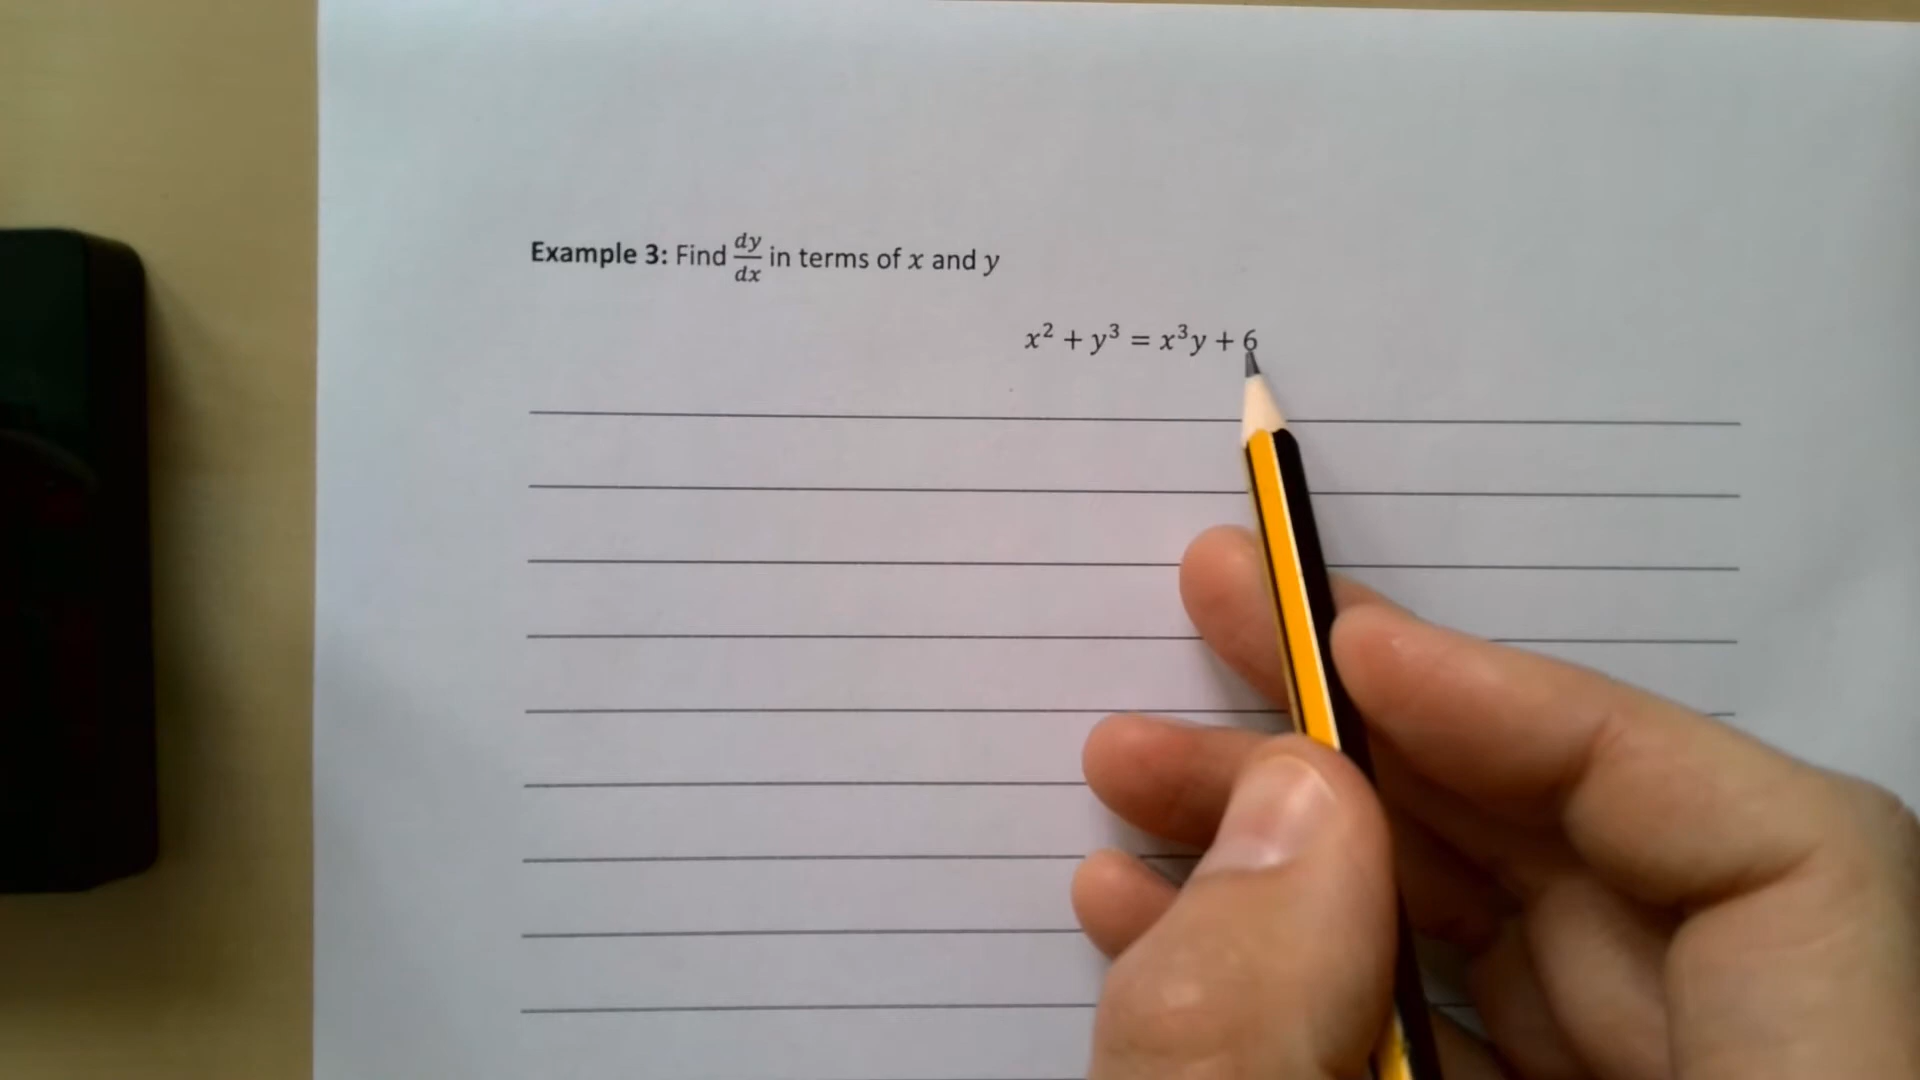 Example 3: Find dy/dx in terms of x and y
x² + y³ = x³y + 6